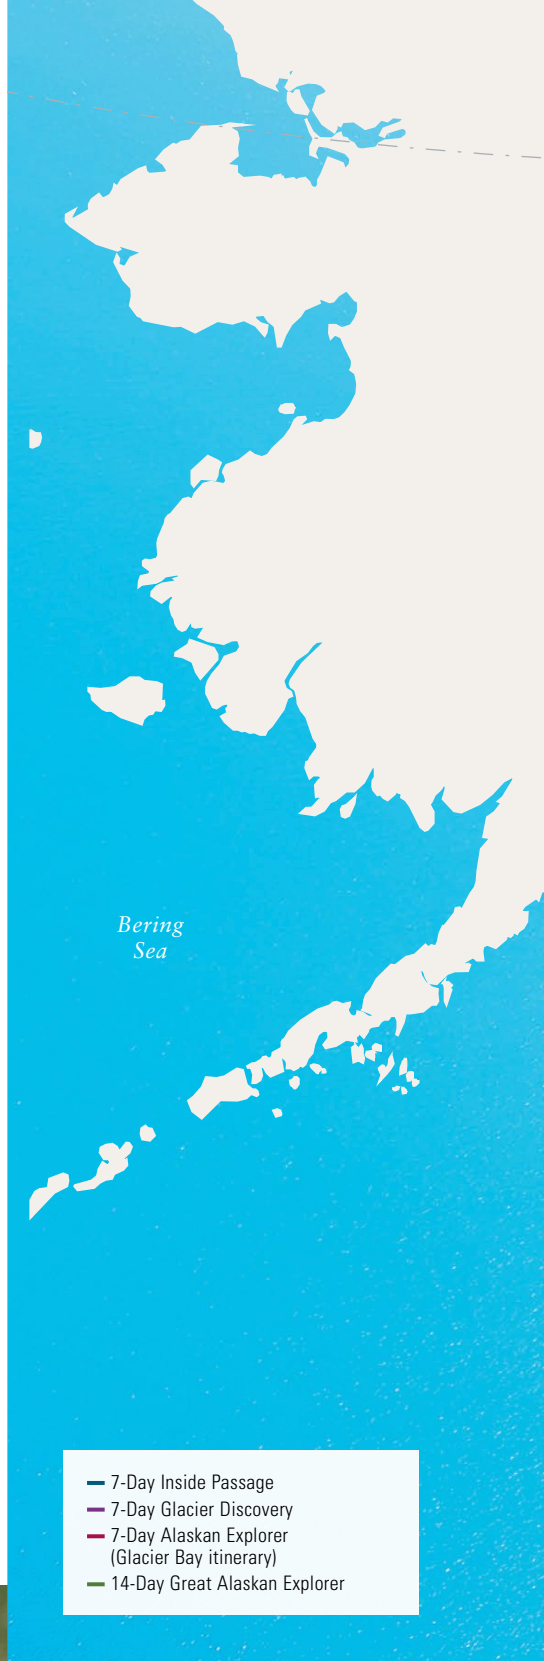 Bering
Sea
7-Day Inside Passage
7-Day Glacier Discovery
7-Day Alaskan Explorer
(Glacier Bay itinerary)
14-Day Great Alaskan Explorer